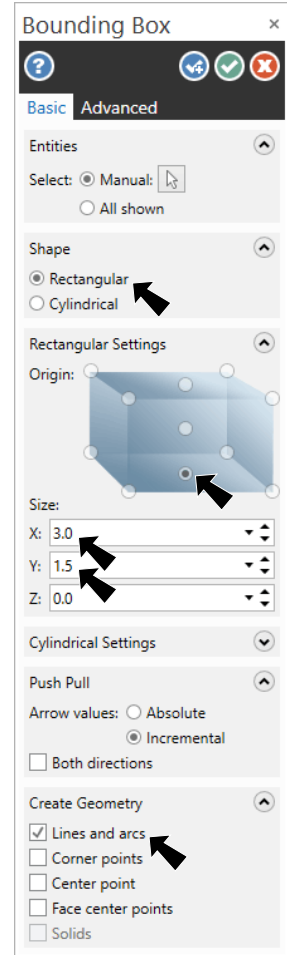 Bounding Box ×
?
Basic Advanced
Entities
Select: Manual:
All shown
Shape
Rectangular
Cylindrical
Rectangular Settings
Origin:
Size:
X: 3.0
Y: 1.5
Z: 0.0
Cylindrical Settings
Push Pull
Arrow values: Absolute
Incremental
Both directions
Create Geometry
Lines and arcs
Corner points
Center point
Face center points
Solids